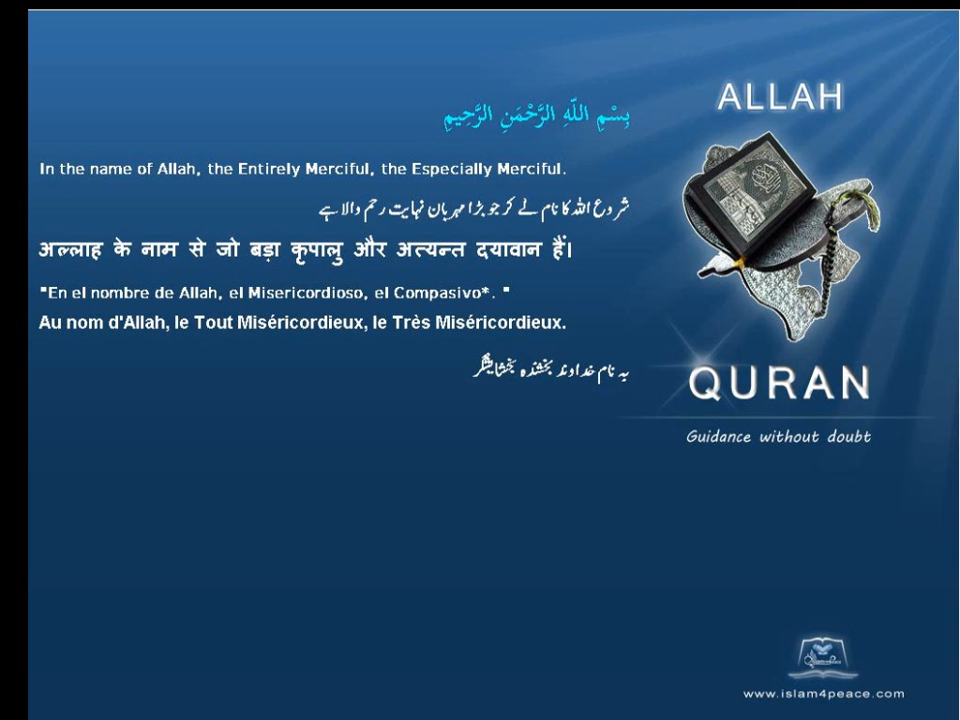 بِسْمِ اللَّهِ الرَّحْمَنِ الرَّحِيمِ
In the name of Allah, the Entirely Merciful, the Especially Merciful.
شروع اللہ کا نام لے کر جو بڑا مہربان نہایت رحم والا ہے
अल्लाह के नाम से जो बड़ा कृपालु और अत्यन्त दयावान हैं।
"En el nombre de Allah, el Misericordioso, el Compasivo*. "
Au nom d'Allah, le Tout Miséricordieux, le Très Miséricordieux.
به نام خداوند بخشنده بخشایشگر
ALLAH
QURAN
Guidance without doubt
www.islam4peace.com